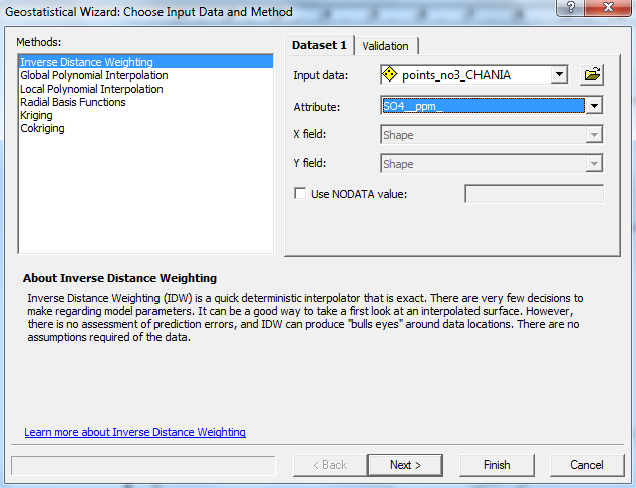 Geostatistical Wizard: Choose Input Data and Method
Methods:
Inverse Distance Weighting
Global Polynomial Interpolation
Local Polynomial Interpolation
Radial Basis Functions
Kriging
Cokriging
Dataset 1
Validation
Input data:
points_no3_CHANIA
Attribute:
SO4__ppm_
X field:
Shape
Y field:
Shape
Use NODATA value:
About Inverse Distance Weighting
Inverse Distance Weighting (IDW) is a quick deterministic interpolator that is exact. There are very few decisions to
make regarding model parameters. It can be a good way to take a first look at an interpolated surface. However,
there is no assessment of prediction errors, and IDW can produce "bulls eyes" around data locations. There are no
assumptions required of the data.
Learn more about Inverse Distance Weighting
< Back
Next >
Finish
Cancel